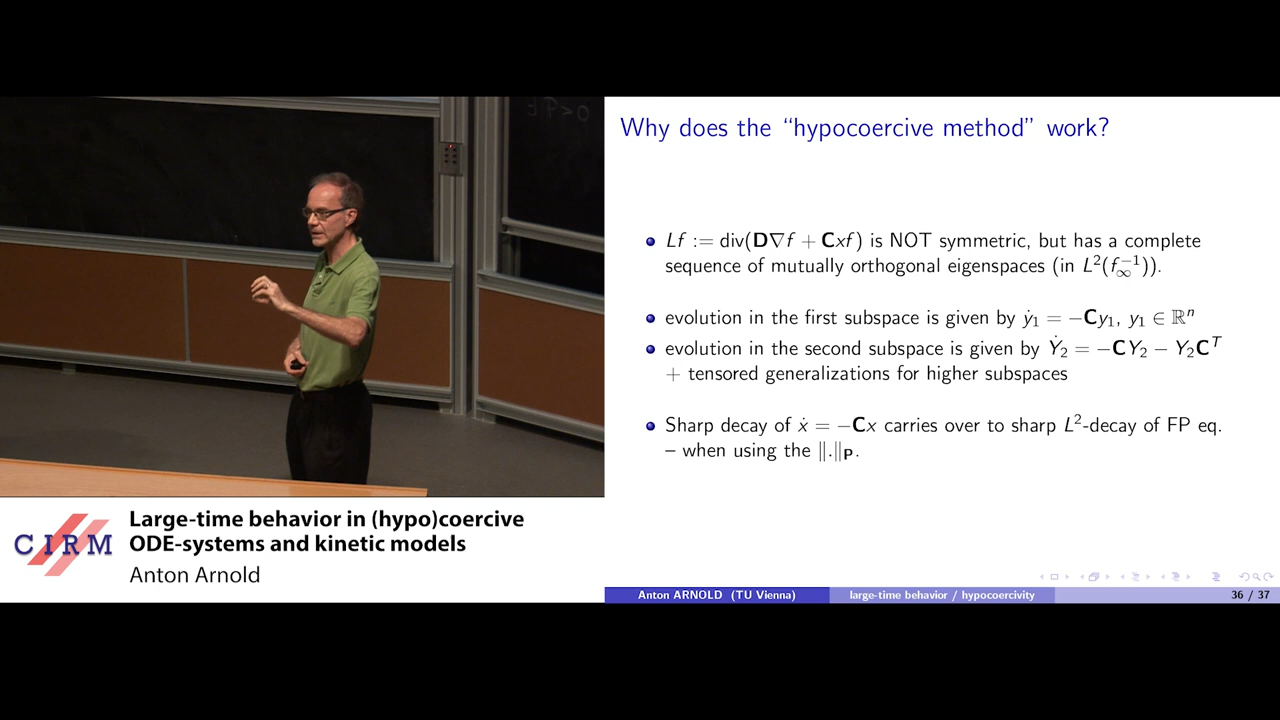 ∃ P>0
Why does the “hypocoercive method” work?
Lf := div(D∇f + Cxf) is NOT symmetric, but has a complete
sequence of mutually orthogonal eigenspaces (in L²(f∞⁻¹)).
evolution in the first subspace is given by ẏ₁ = −Cy₁, y₁ ∈ ℝⁿ
evolution in the second subspace is given by Ẏ₂ = −CY₂ − Y₂Cᵀ
+ tensored generalizations for higher subspaces
Sharp decay of ẋ = −Cx carries over to sharp L²-decay of FP eq.
– when using the ‖.‖P.
Anton ARNOLD (TU Vienna) large-time behavior / hypocoercivity 36 / 37
CIRM
Large-time behavior in (hypo)coercive
ODE-systems and kinetic models
Anton Arnold